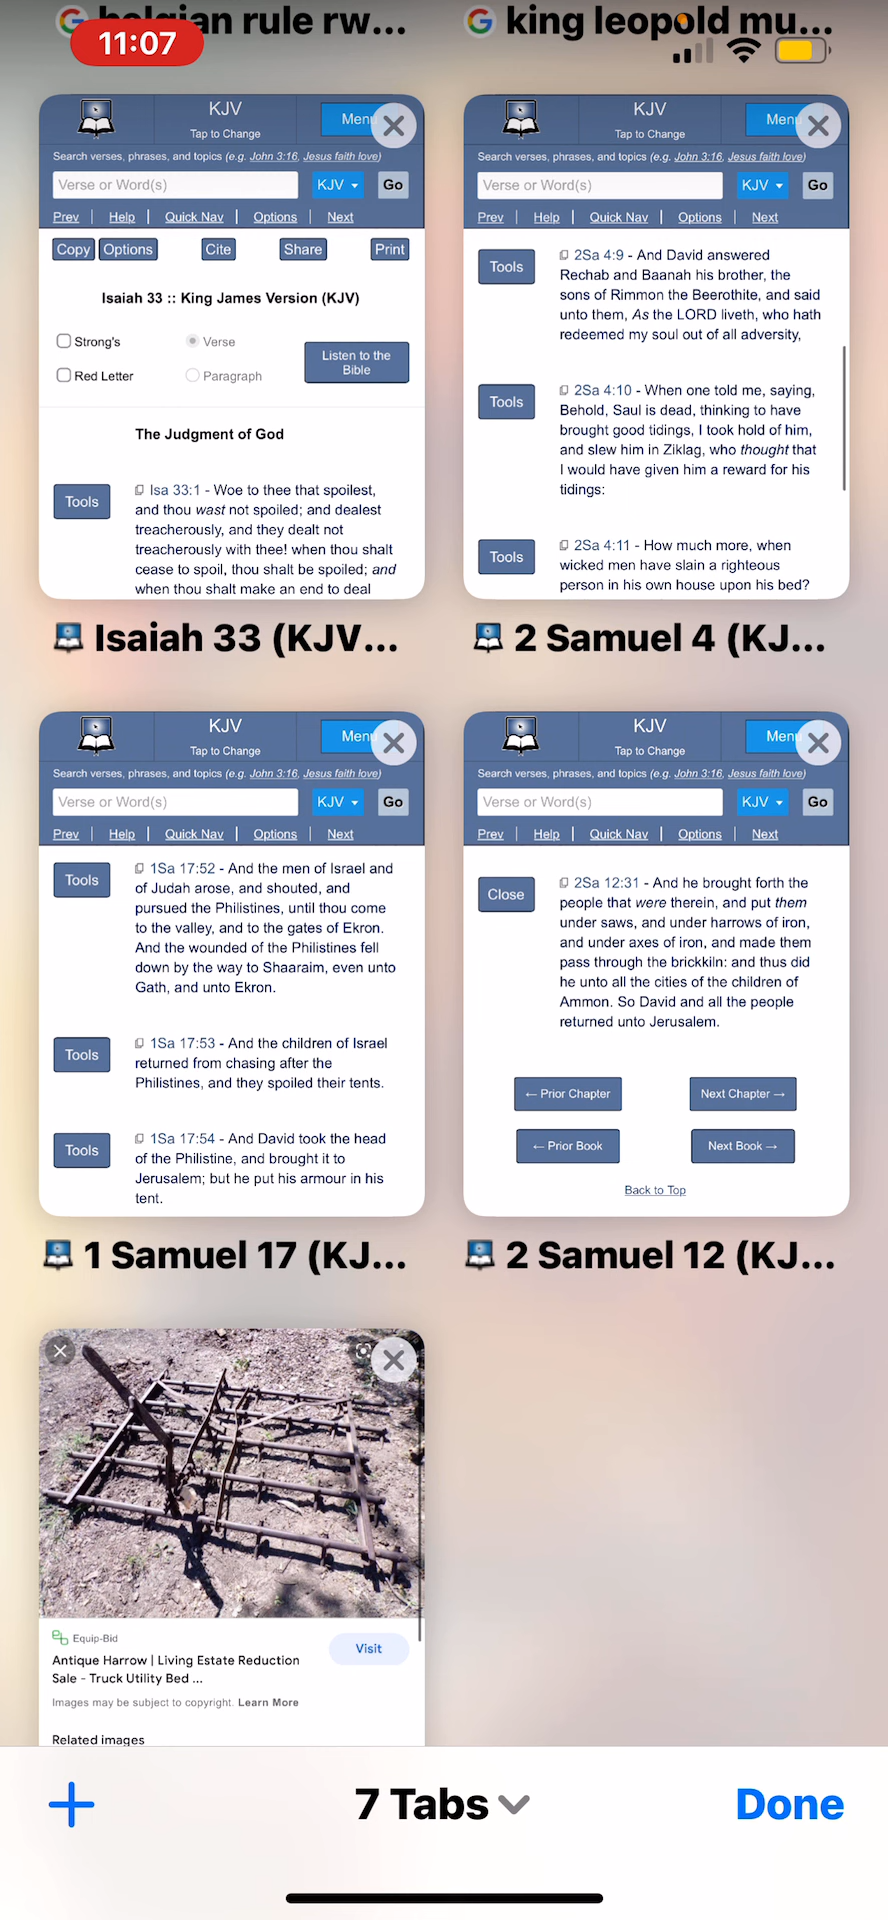 belgian rule rw...
king leopold mu...
11:07
KJV
Tap to Change
Menu
Search verses, phrases, and topics (e.g. John 3:16, Jesus faith love)
Verse or Word(s)
KJV
Go
Prev | Help | Quick Nav | Options | Next
Copy Options Cite Share Print
Isaiah 33 :: King James Version (KJV)
Strong's
Verse
Red Letter
Paragraph
Listen to the
Bible
The Judgment of God
Tools
Isa 33:1 - Woe to thee that spoilest,
and thou wast not spoiled; and dealest
treacherously, and they dealt not
treacherously with thee! when thou shalt
cease to spoil, thou shalt be spoiled; and
when thou shalt make an end to deal
Isaiah 33 (KJV...
KJV
Tap to Change
Menu
Search verses, phrases, and topics (e.g. John 3:16, Jesus faith love)
Verse or Word(s)
KJV
Go
Prev | Help | Quick Nav | Options | Next
Tools
2Sa 4:9 - And David answered
Rechab and Baanah his brother, the
sons of Rimmon the Beerothite, and said
unto them, As the LORD liveth, who hath
redeemed my soul out of all adversity,
Tools
2Sa 4:10 - When one told me, saying,
Behold, Saul is dead, thinking to have
brought good tidings, I took hold of him,
and slew him in Ziklag, who thought that
I would have given him a reward for his
tidings:
Tools
2Sa 4:11 - How much more, when
wicked men have slain a righteous
person in his own house upon his bed?
2 Samuel 4 (KJ...
KJV
Tap to Change
Menu
Search verses, phrases, and topics (e.g. John 3:16, Jesus faith love)
Verse or Word(s)
KJV
Go
Prev | Help | Quick Nav | Options | Next
Tools
1Sa 17:52 - And the men of Israel and
of Judah arose, and shouted, and
pursued the Philistines, until thou come
to the valley, and to the gates of Ekron.
And the wounded of the Philistines fell
down by the way to Shaaraim, even unto
Gath, and unto Ekron.
Tools
1Sa 17:53 - And the children of Israel
returned from chasing after the
Philistines, and they spoiled their tents.
Tools
1Sa 17:54 - And David took the head
of the Philistine, and brought it to
Jerusalem; but he put his armour in his
tent.
1 Samuel 17 (KJ...
KJV
Tap to Change
Menu
Search verses, phrases, and topics (e.g. John 3:16, Jesus faith love)
Verse or Word(s)
KJV
Go
Prev | Help | Quick Nav | Options | Next
Close
2Sa 12:31 - And he brought forth the
people that were therein, and put them
under saws, and under harrows of iron,
and under axes of iron, and made them
pass through the brickkiln: and thus did
he unto all the cities of the children of
Ammon. So David and all the people
returned unto Jerusalem.
← Prior Chapter
Next Chapter →
← Prior Book
Next Book →
Back to Top
2 Samuel 12 (KJ...
Equip-Bid
Antique Harrow | Living Estate Reduction
Sale - Truck Utility Bed ...
Visit
Images may be subject to copyright. Learn More
Related images
7 Tabs
Done